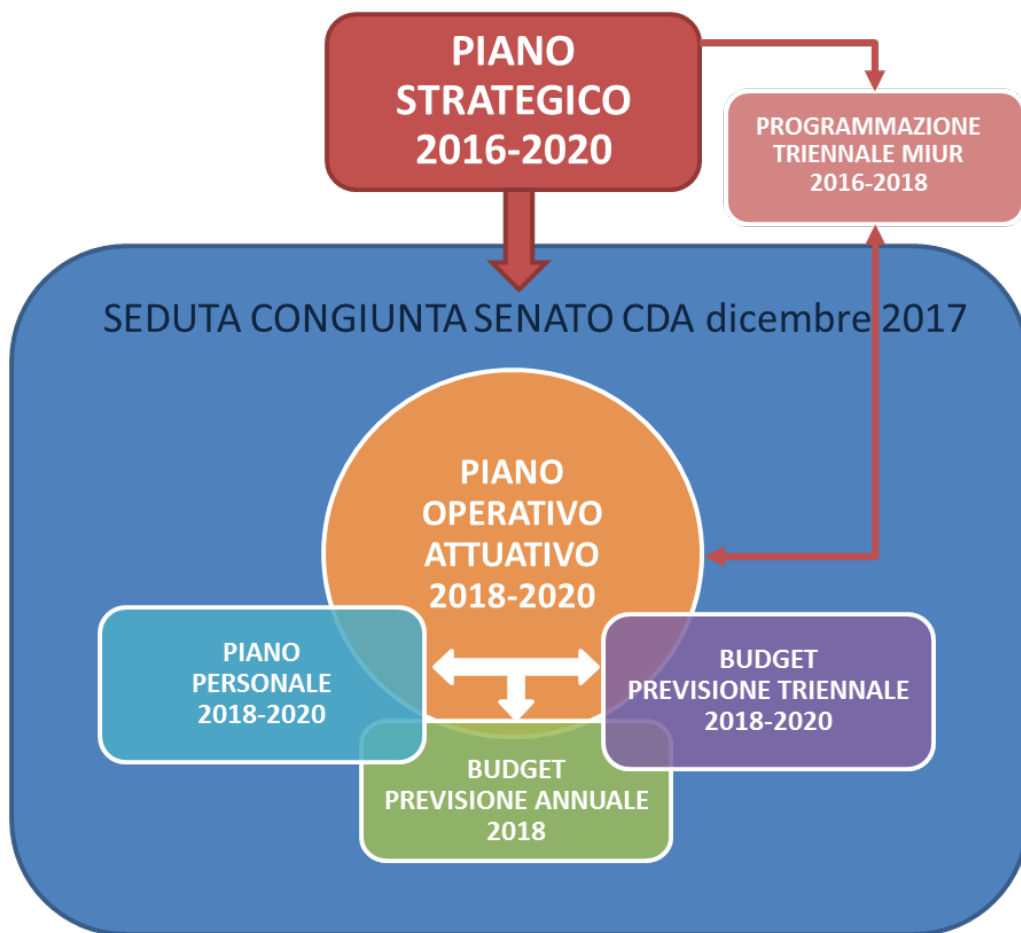 PIANO
STRATEGICO
2016-2020
PROGRAMMAZIONE
TRIENNALE MIUR
2016-2018
SEDUTA CONGIUNTA SENATO CDA dicembre 2017
PIANO
OPERATIVO
ATTUATIVO
2018-2020
PIANO
PERSONALE
2018-2020
BUDGET
PREVISIONE TRIENNALE
2018-2020
BUDGET
PREVISIONE ANNUALE
2018